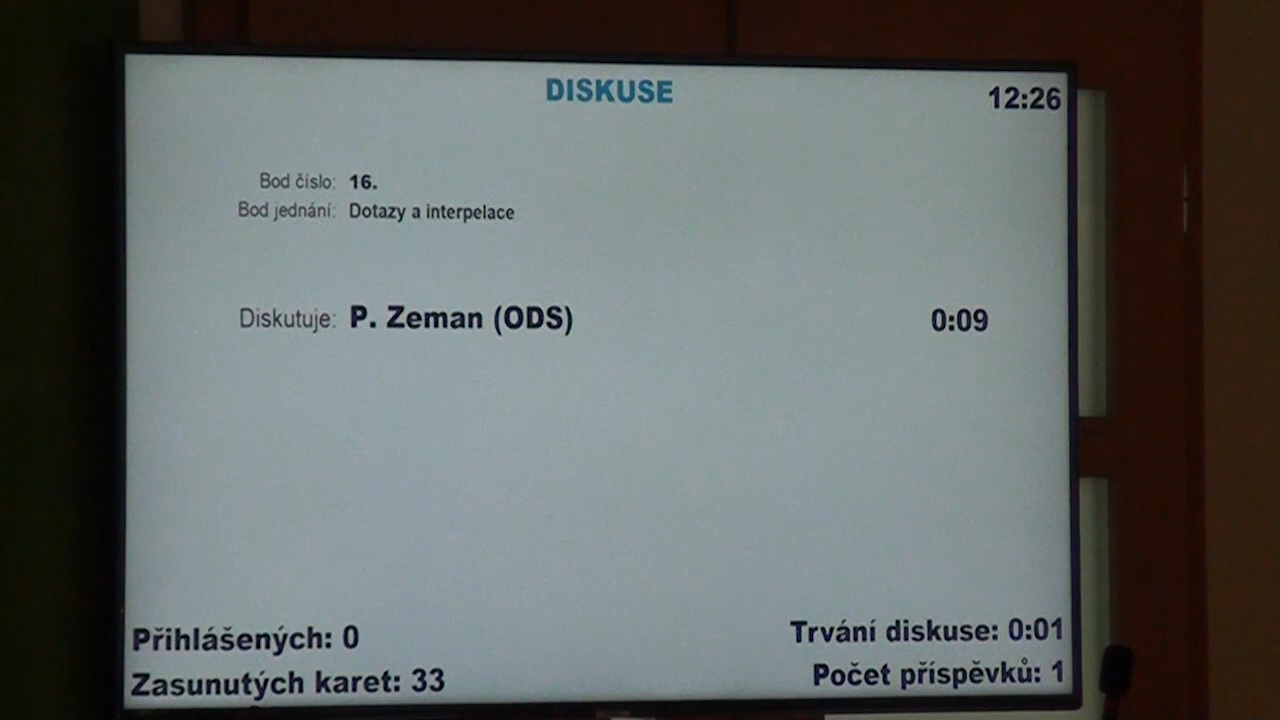 DISKUSE
12:26
Bod číslo: 16.
Bod jednání: Dotazy a interpelace
Diskutuje: P. Zeman (ODS) 0:09
Přihlášených: 0
Trvání diskuse: 0:01
Zasunutých karet: 33
Počet příspěvků: 1